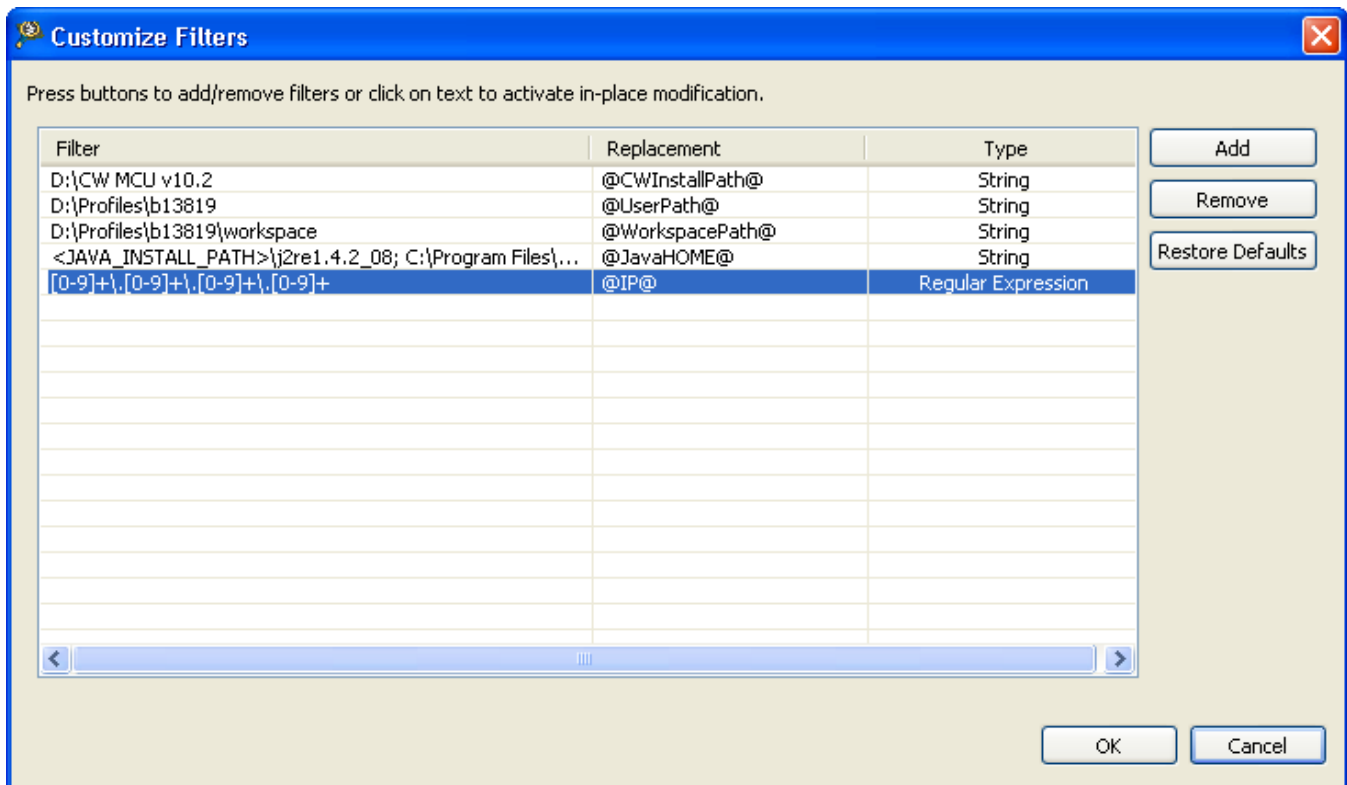 Customize Filters
Press buttons to add/remove filters or click on text to activate in-place modification.
Filter Replacement Type
D:\CW MCU v10.2 @CWInstallPath@ String
D:\Profiles\b13819 @UserPath@ String
D:\Profiles\b13819\workspace @WorkspacePath@ String
<JAVA_INSTALL_PATH>\j2re1.4.2_08; C:\Program Files\... @JavaHOME@ String
[0-9]+\.[0-9]+\.[0-9]+\.[0-9]+ @IP@ Regular Expression
Add
Remove
Restore Defaults
OK Cancel